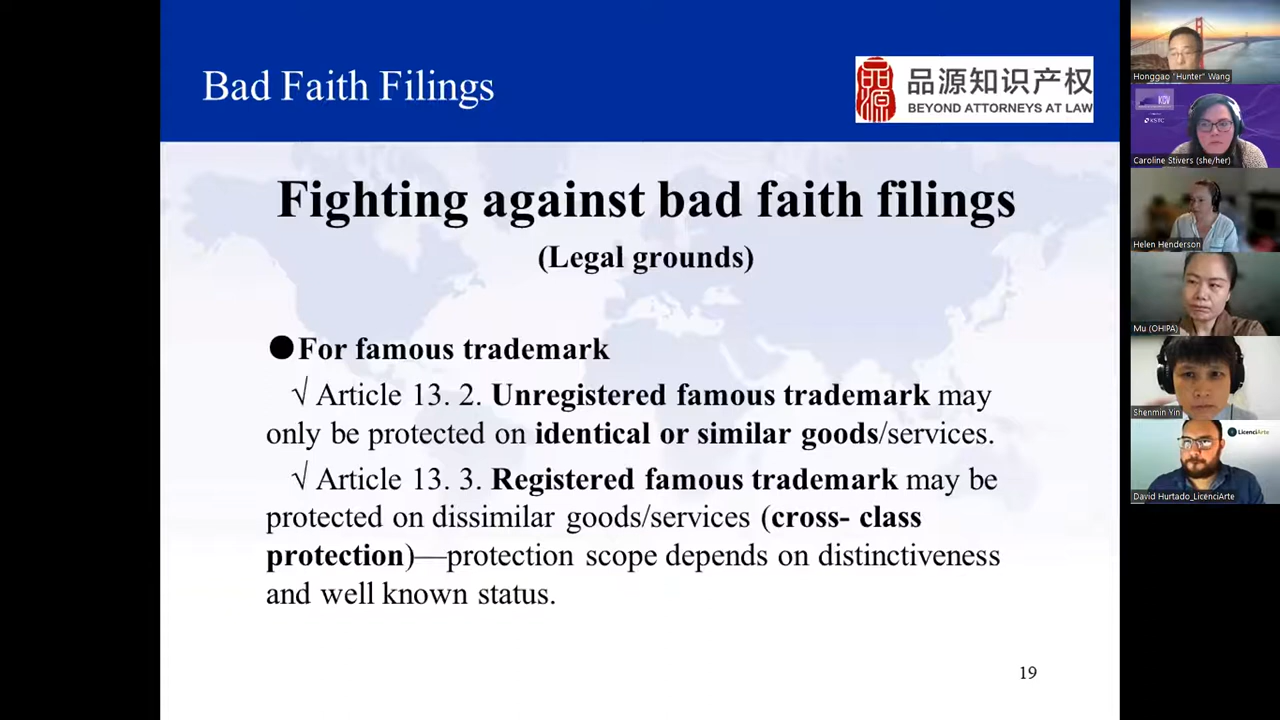 Bad Faith Filings
品源知识产权
BEYOND ATTORNEYS AT LAW
Fighting against bad faith filings
(Legal grounds)
●For famous trademark
√ Article 13. 2. Unregistered famous trademark may
only be protected on identical or similar goods/services.
√ Article 13. 3. Registered famous trademark may be
protected on dissimilar goods/services (cross- class
protection)—protection scope depends on distinctiveness
and well known status.
19
Honggao "Hunter" Wang
Caroline Stivers (she/her)
Helen Henderson
Mu (OHIPA)
Shenmin Yin
LicenciArte
David Hurtado_LicenciArte